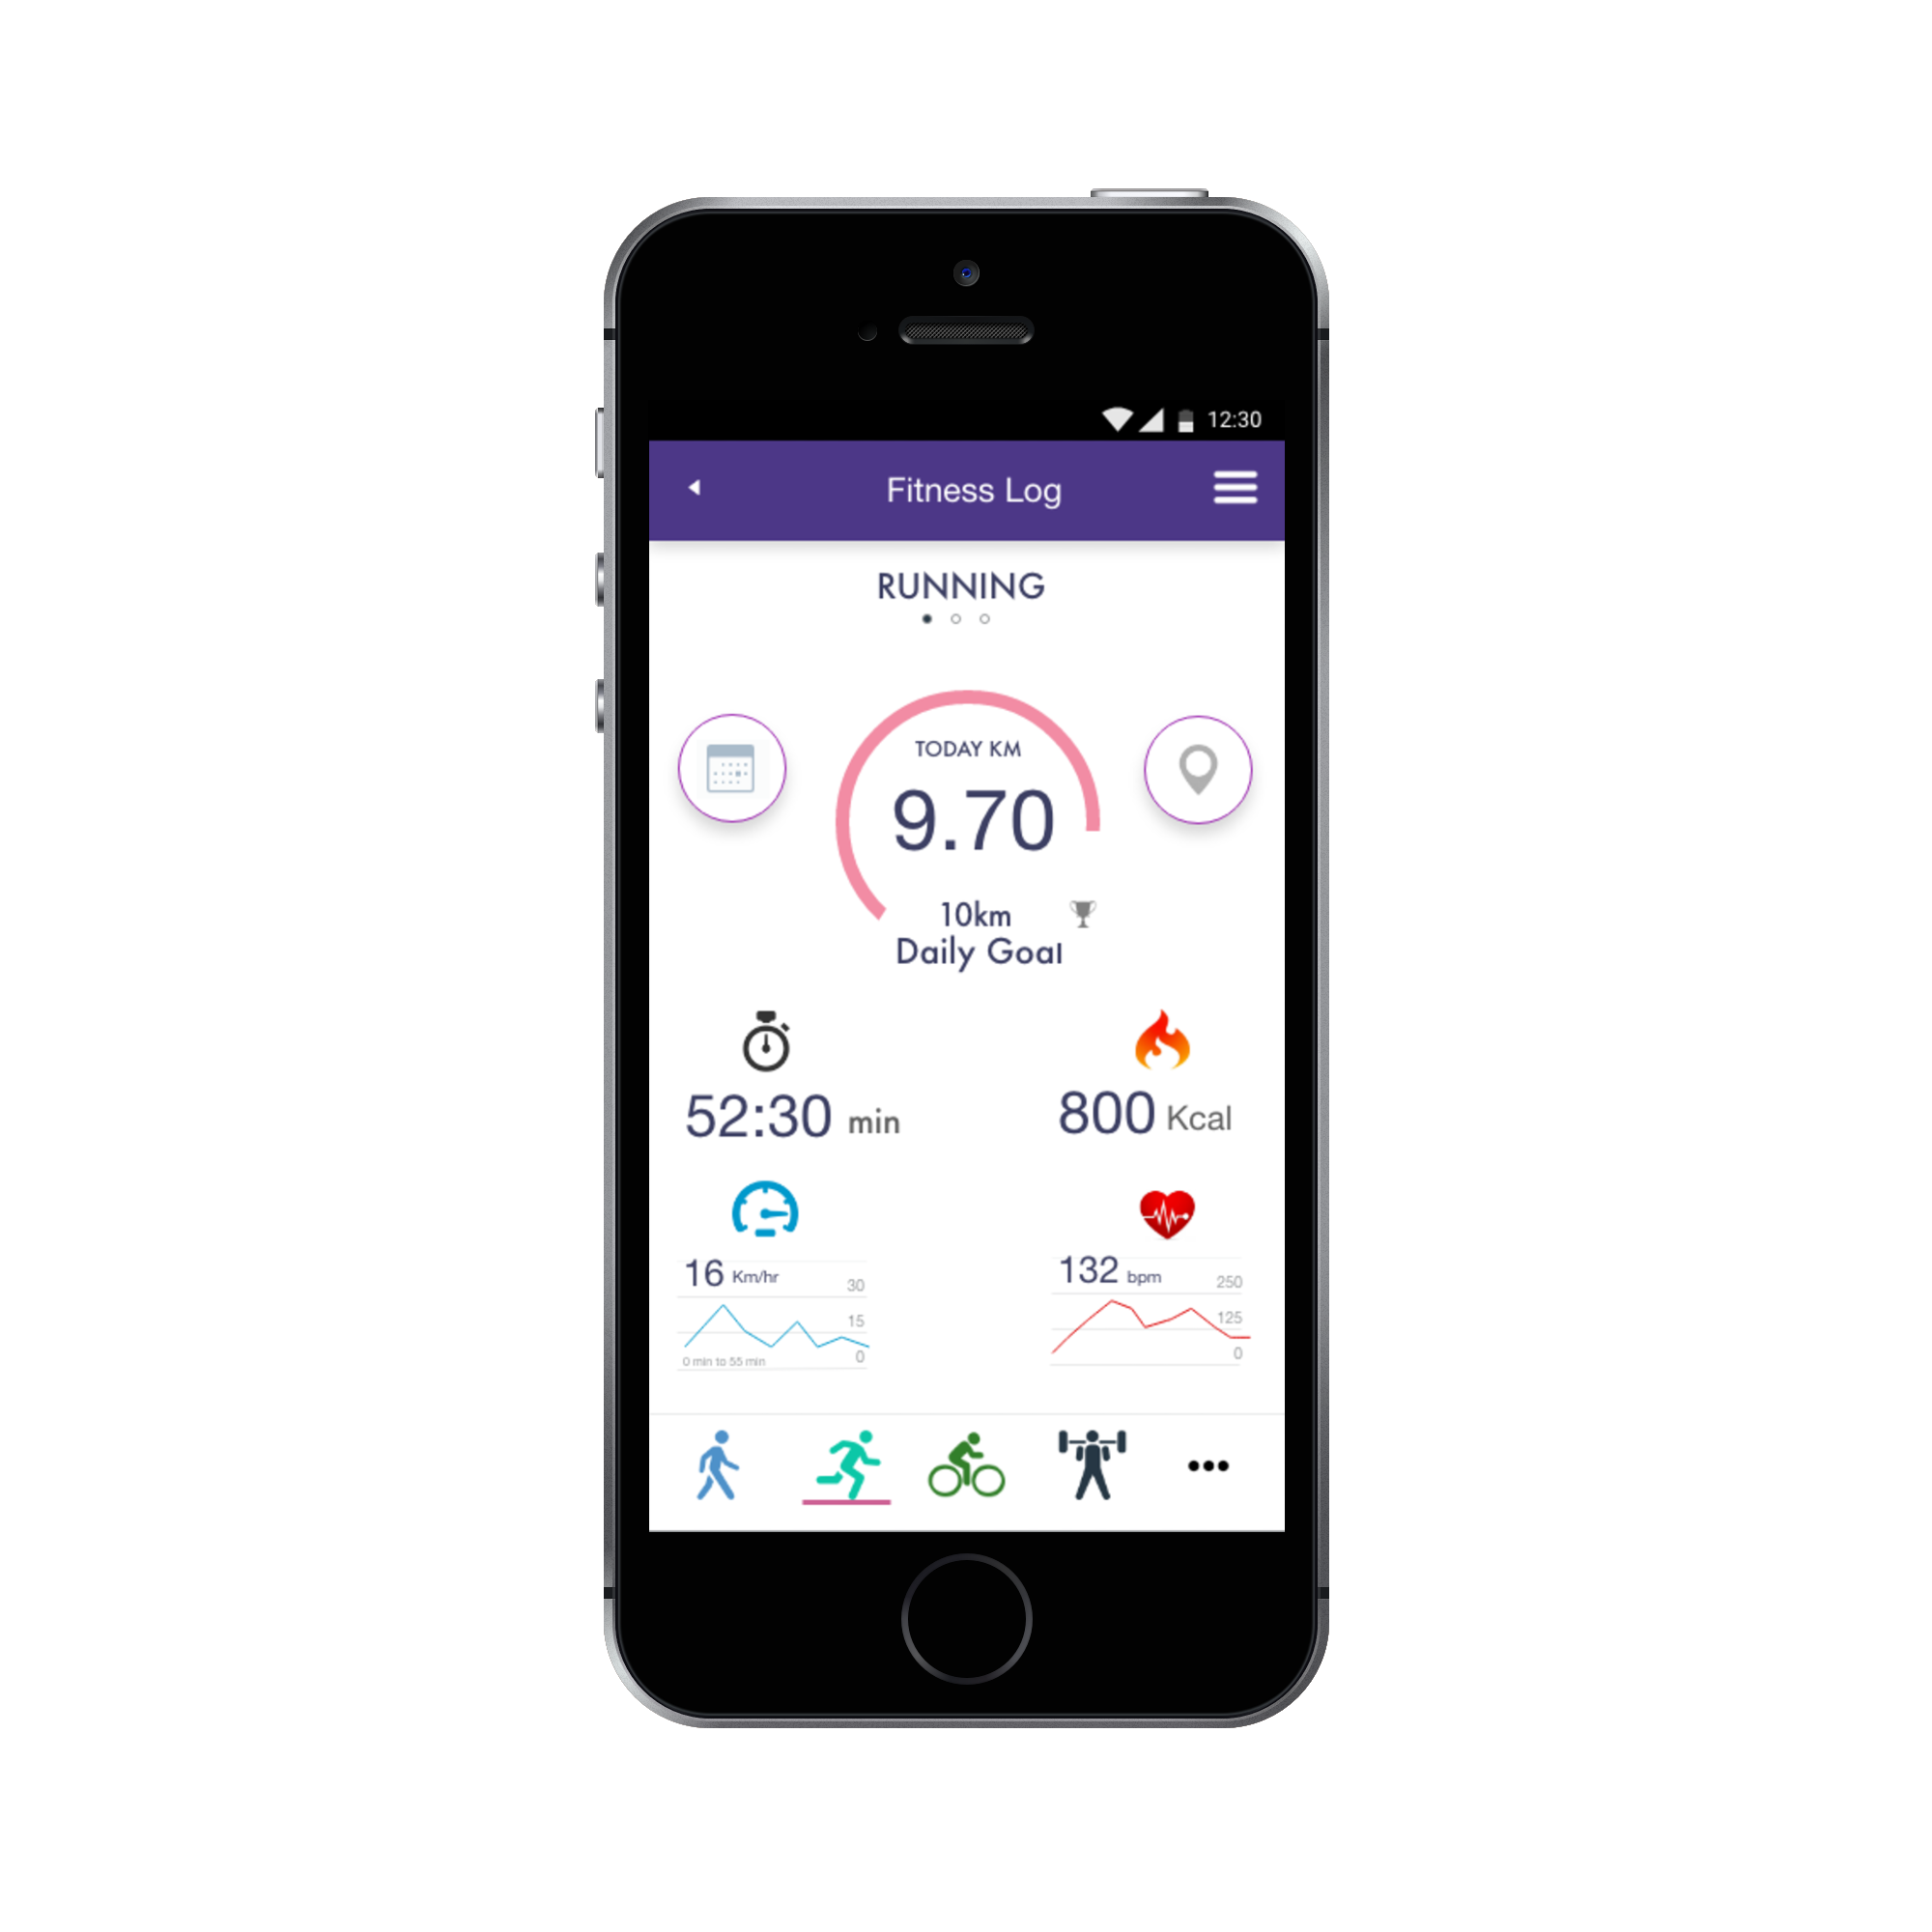 12:30
Fitness Log
RUNNING
TODAY KM
9.70
10km
Daily Goal
52:30 min
800 Kcal
16 Km/hr
30
15
0
0 min to 55 min
132 bpm
250
125
0